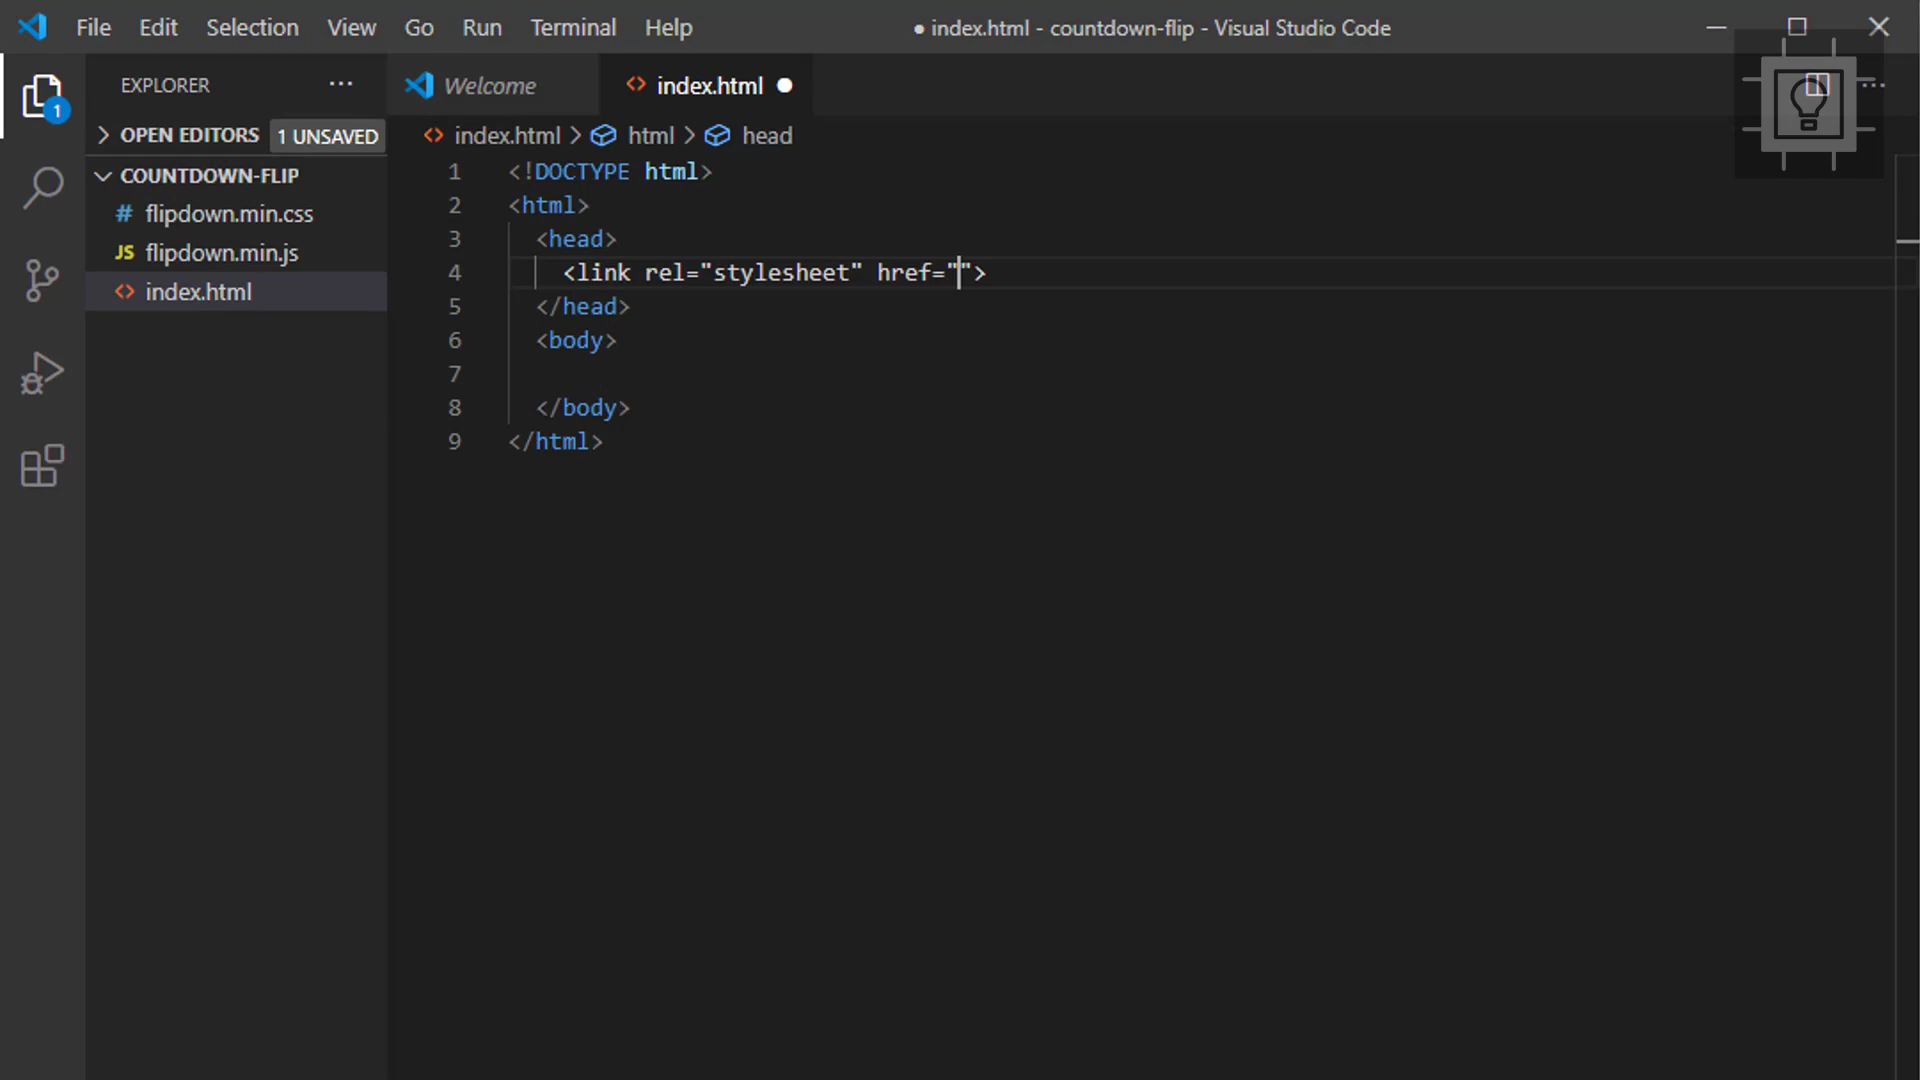 File Edit Selection View Go Run Terminal Help ● index.html - countdown-flip - Visual Studio Code
EXPLORER ··· Welcome <> index.html ● ···
1
> OPEN EDITORS 1 UNSAVED <> index.html > html > head
COUNTDOWN-FLIP
# flipdown.min.css
JS flipdown.min.js
<> index.html
1 <!DOCTYPE html>
2 <html>
3 <head>
4 <link rel="stylesheet" href="">
5 </head>
6 <body>
7
8 </body>
9 </html>